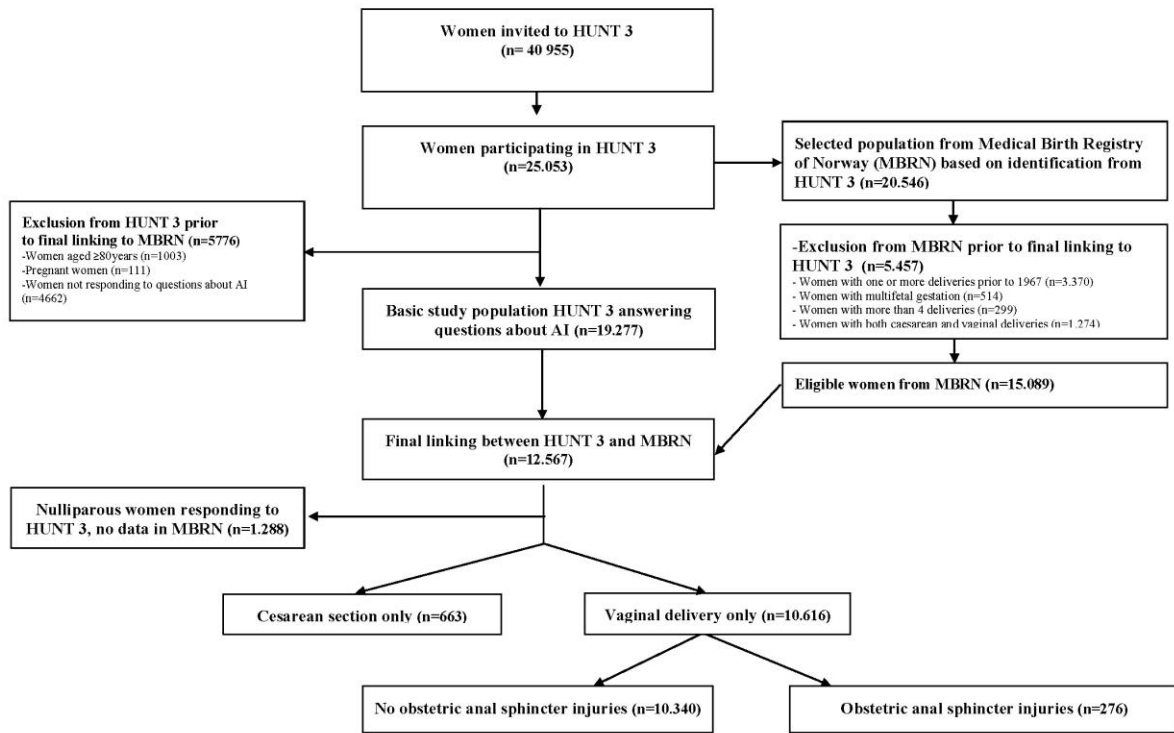 Women invited to HUNT 3
(n= 40 955)
Women participating in HUNT 3
(n=25.053)
Selected population from Medical Birth Registry
of Norway (MBRN) based on identification from
HUNT 3 (n=20.546)
Exclusion from HUNT 3 prior
to final linking to MBRN (n=5776)
-Women aged ≥80years (n=1003)
-Pregnant women (n=111)
-Women not responding to questions about AI
(n=4662)
-Exclusion from MBRN prior to final linking to
HUNT 3 (n=5.457)
- Women with one or more deliveries prior to 1967 (n=3.370)
- Women with multifetal gestation (n=514)
- Women with more than 4 deliveries (n=299)
- Women with both caesarean and vaginal deliveries (n=1.274)
Basic study population HUNT 3 answering
questions about AI (n=19.277)
Eligible women from MBRN (n=15.089)
Final linking between HUNT 3 and MBRN
(n=12.567)
Nulliparous women responding to
HUNT 3, no data in MBRN (n=1.288)
Cesarean section only (n=663)
Vaginal delivery only (n=10.616)
No obstetric anal sphincter injuries (n=10.340)
Obstetric anal sphincter injuries (n=276)